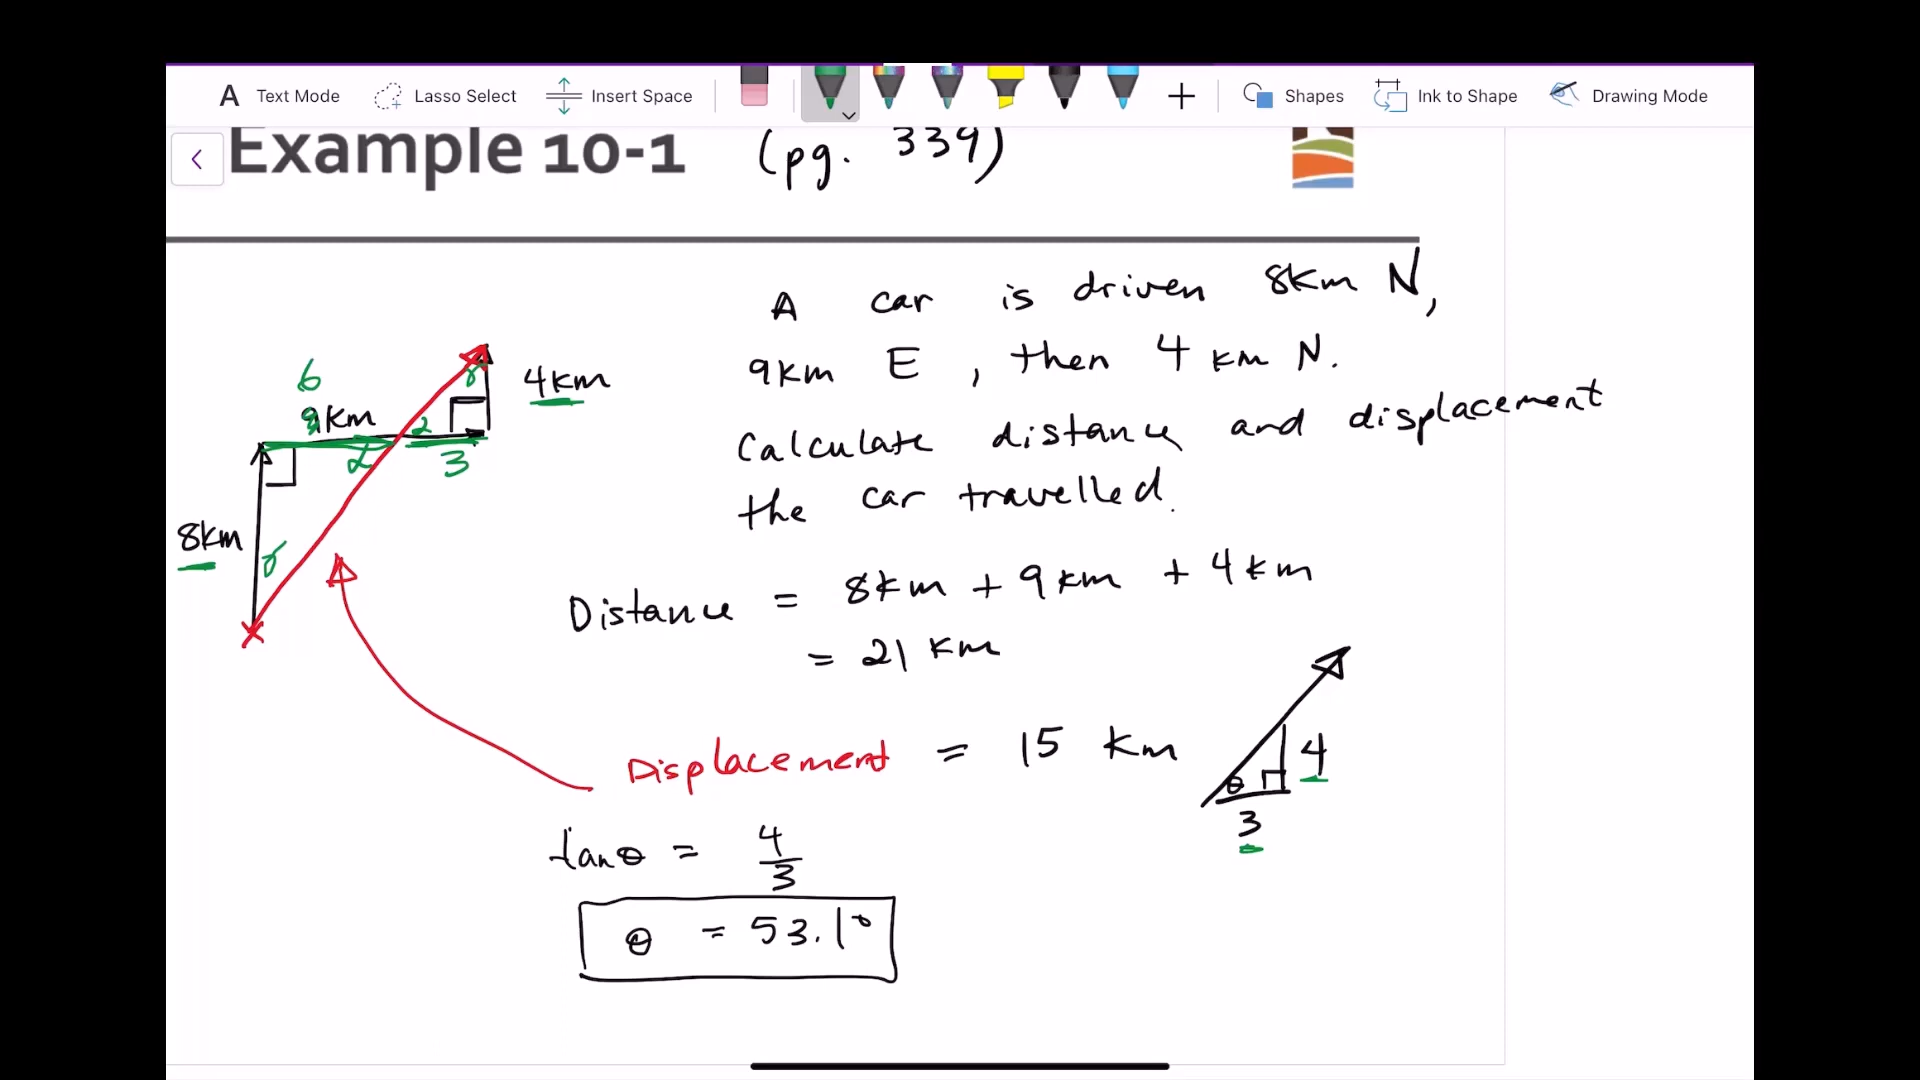 A Text Mode Lasso Select Insert Space Shapes Ink to Shape Drawing Mode
Example 10-1 (pg. 339)
A car is driven 8km N,
9km E, then 4 km N.
Calculate distance and displacement
the car travelled.
6
9km
4km
γ
2
α
3
8km
γ
Distance = 8km + 9km + 4km
= 21 km
Displacement = 15 km
θ
4
3
tanθ = 4/3
θ = 53.1°